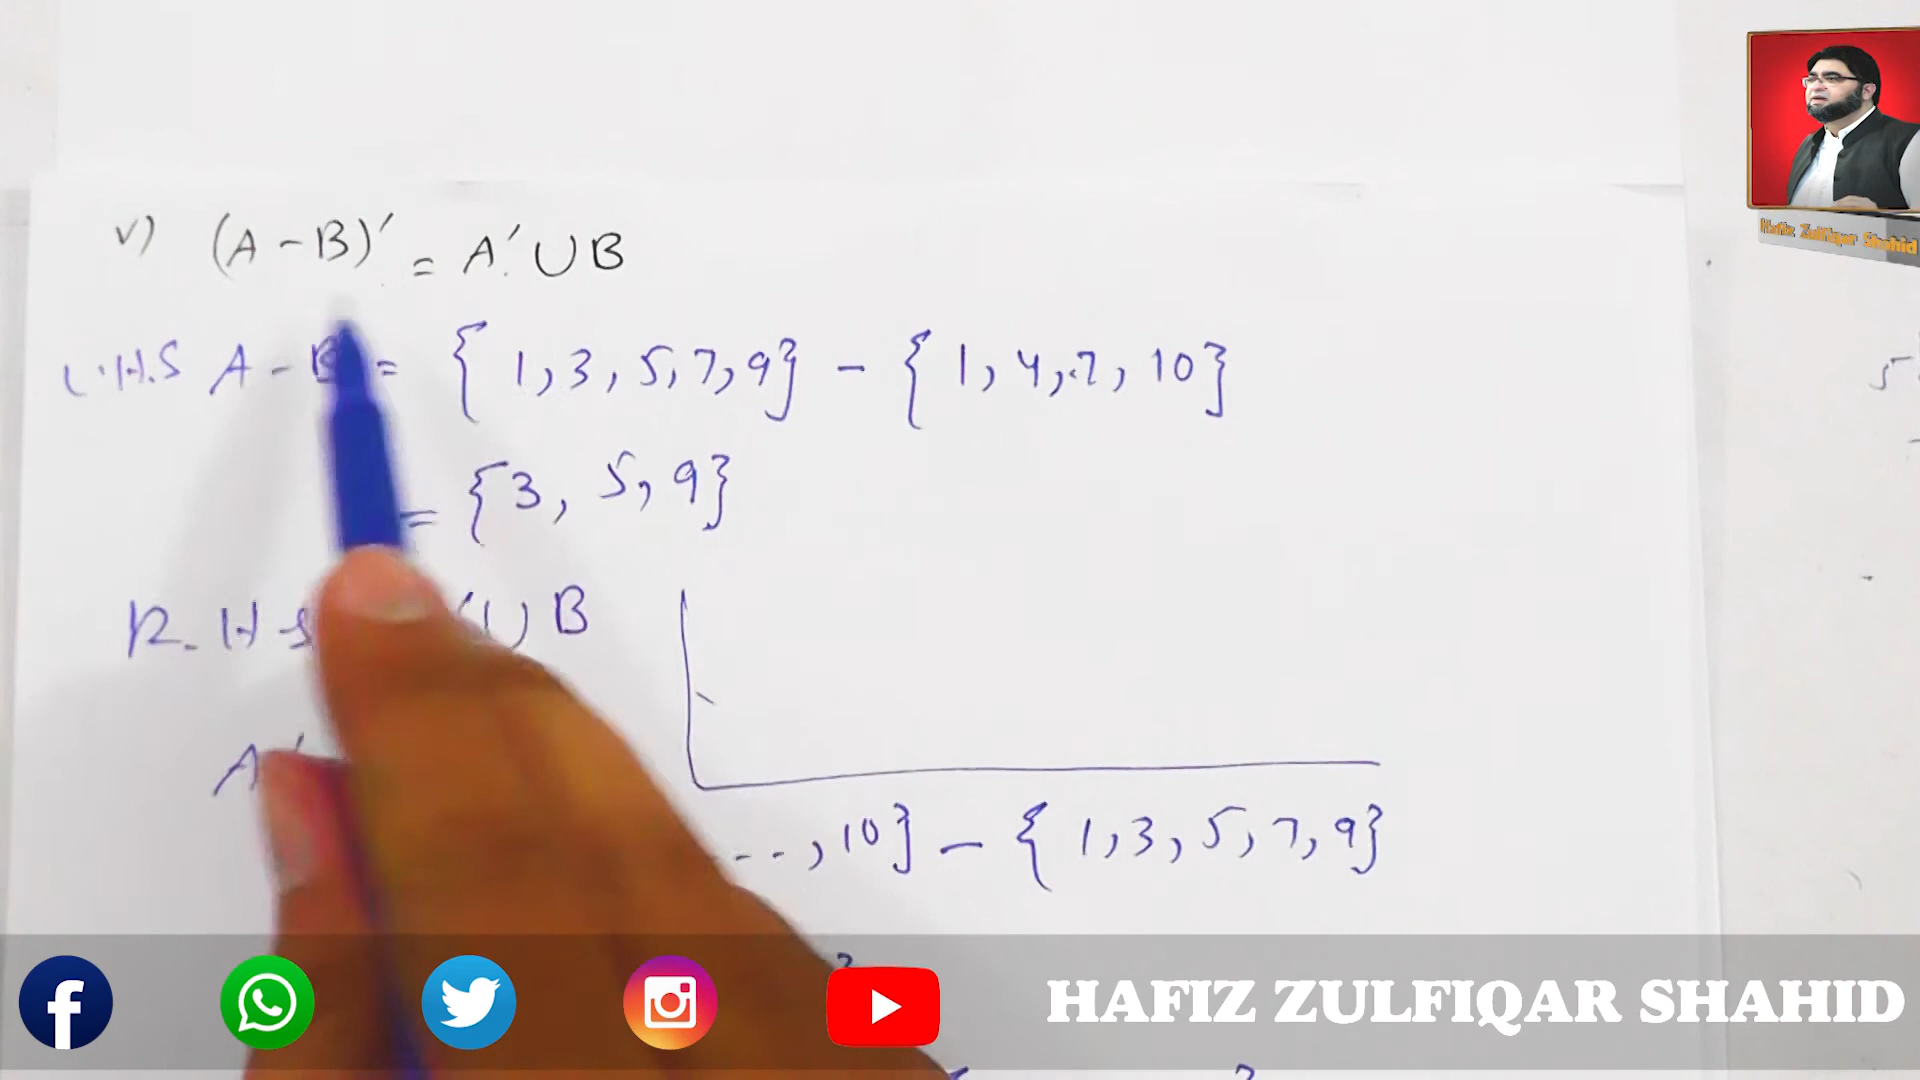 v) (A - B)' = A' ∪ B
L.H.S A - B = { 1, 3, 5, 7, 9} - { 1, 4, 7, 10}
= {3, 5, 9}
R.H.S ∪ B
A'
..., 10} - { 1, 3, 5, 7, 9}
Hafiz Zulfiqar Shahid
HAFIZ ZULFIQAR SHAHID